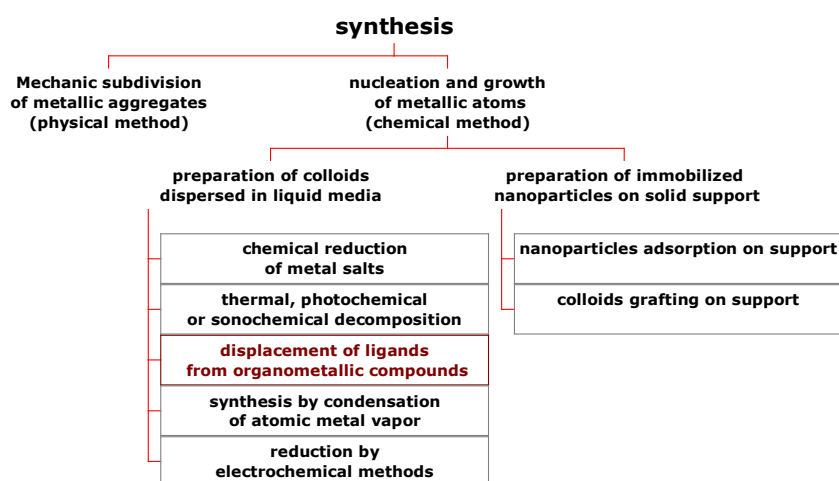 synthesis
Mechanic subdivision
of metallic aggregates
(physical method)
nucleation and growth
of metallic atoms
(chemical method)
preparation of colloids
dispersed in liquid media
preparation of immobilized
nanoparticles on solid support
chemical reduction
of metal salts
thermal, photochemical
or sonochemical decomposition
displacement of ligands
from organometallic compounds
synthesis by condensation
of atomic metal vapor
reduction by
electrochemical methods
nanoparticles adsorption on support
colloids grafting on support